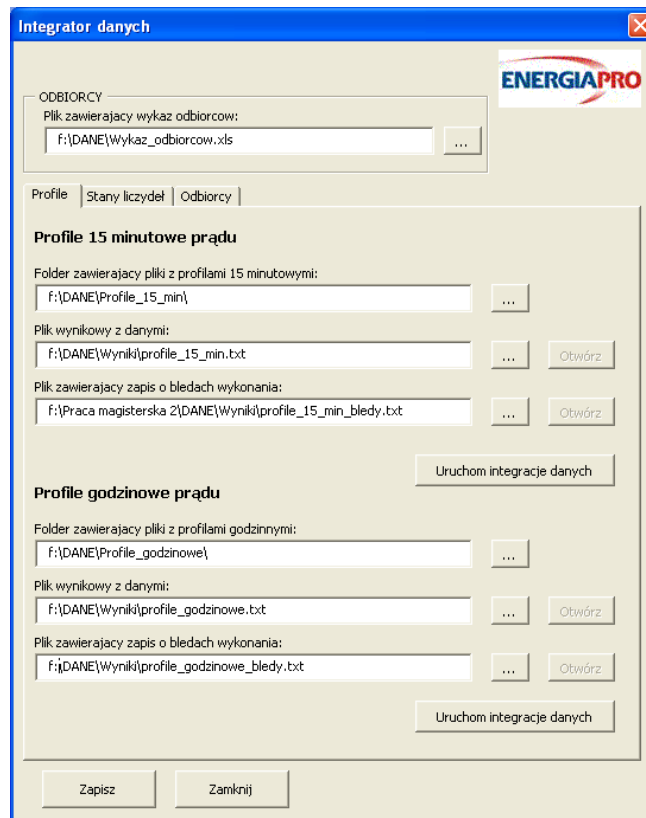 Integrator danych
ENERGIAPRO
ODBIORCY
Plik zawierający wykaz odbiorcow:
f:\DANE\Wykaz_odbiorcow.xls
...
Profile
Stany liczydeł
Odbiorcy
Profile 15 minutowe prądu
Folder zawierajacy pliki z profilami 15 minutowymi:
f:\DANE\Profile_15_min\
...
Plik wynikowy z danymi:
f:\DANE\Wyniki\profile_15_min.txt
...
Otwórz
Plik zawierajacy zapis o bledach wykonania:
f:\Praca magisterska 2\DANE\Wyniki\profile_15_min_bledy.txt
...
Otwórz
Uruchom integracje danych
Profile godzinowe prądu
Folder zawierajacy pliki z profilami godzinnymi:
f:\DANE\Profile_godzinowe\
...
Plik wynikowy z danymi:
f:\DANE\Wyniki\profile_godzinowe.txt
...
Otwórz
Plik zawierajacy zapis o bledach wykonania:
f:\DANE\Wyniki\profile_godzinowe_bledy.txt
...
Otwórz
Uruchom integracje danych
Zapisz
Zamknij